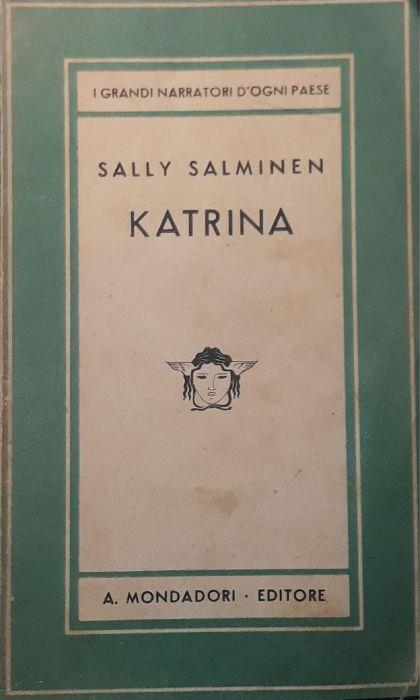 I GRANDI NARRATORI D'OGNI PAESE
SALLY SALMINEN
KATRINA
A. MONDADORI · EDITORE